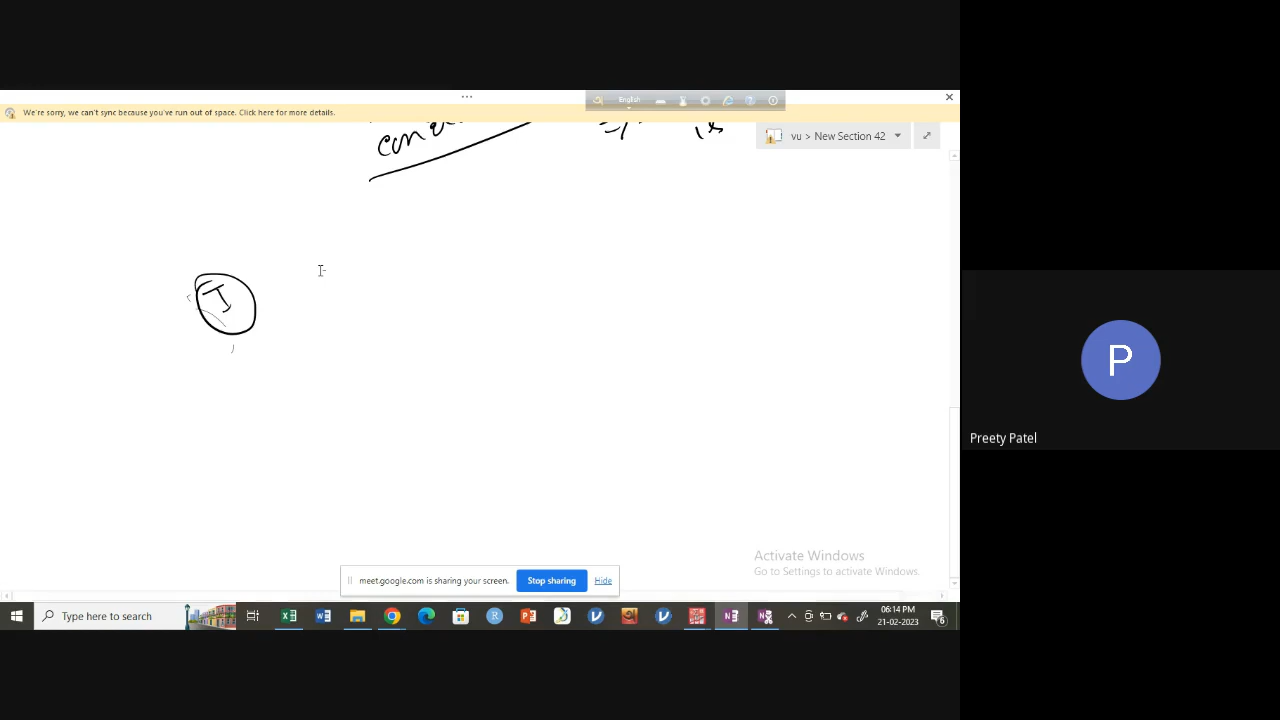 We're sorry, we can't sync because you've run out of space. Click here for more details.
English
vu > New Section 42
J
P
Preety Patel
Activate Windows
Go to Settings to activate Windows.
meet.google.com is sharing your screen.
Stop sharing
Hide
Type here to search
06:14 PM
21-02-2023
6